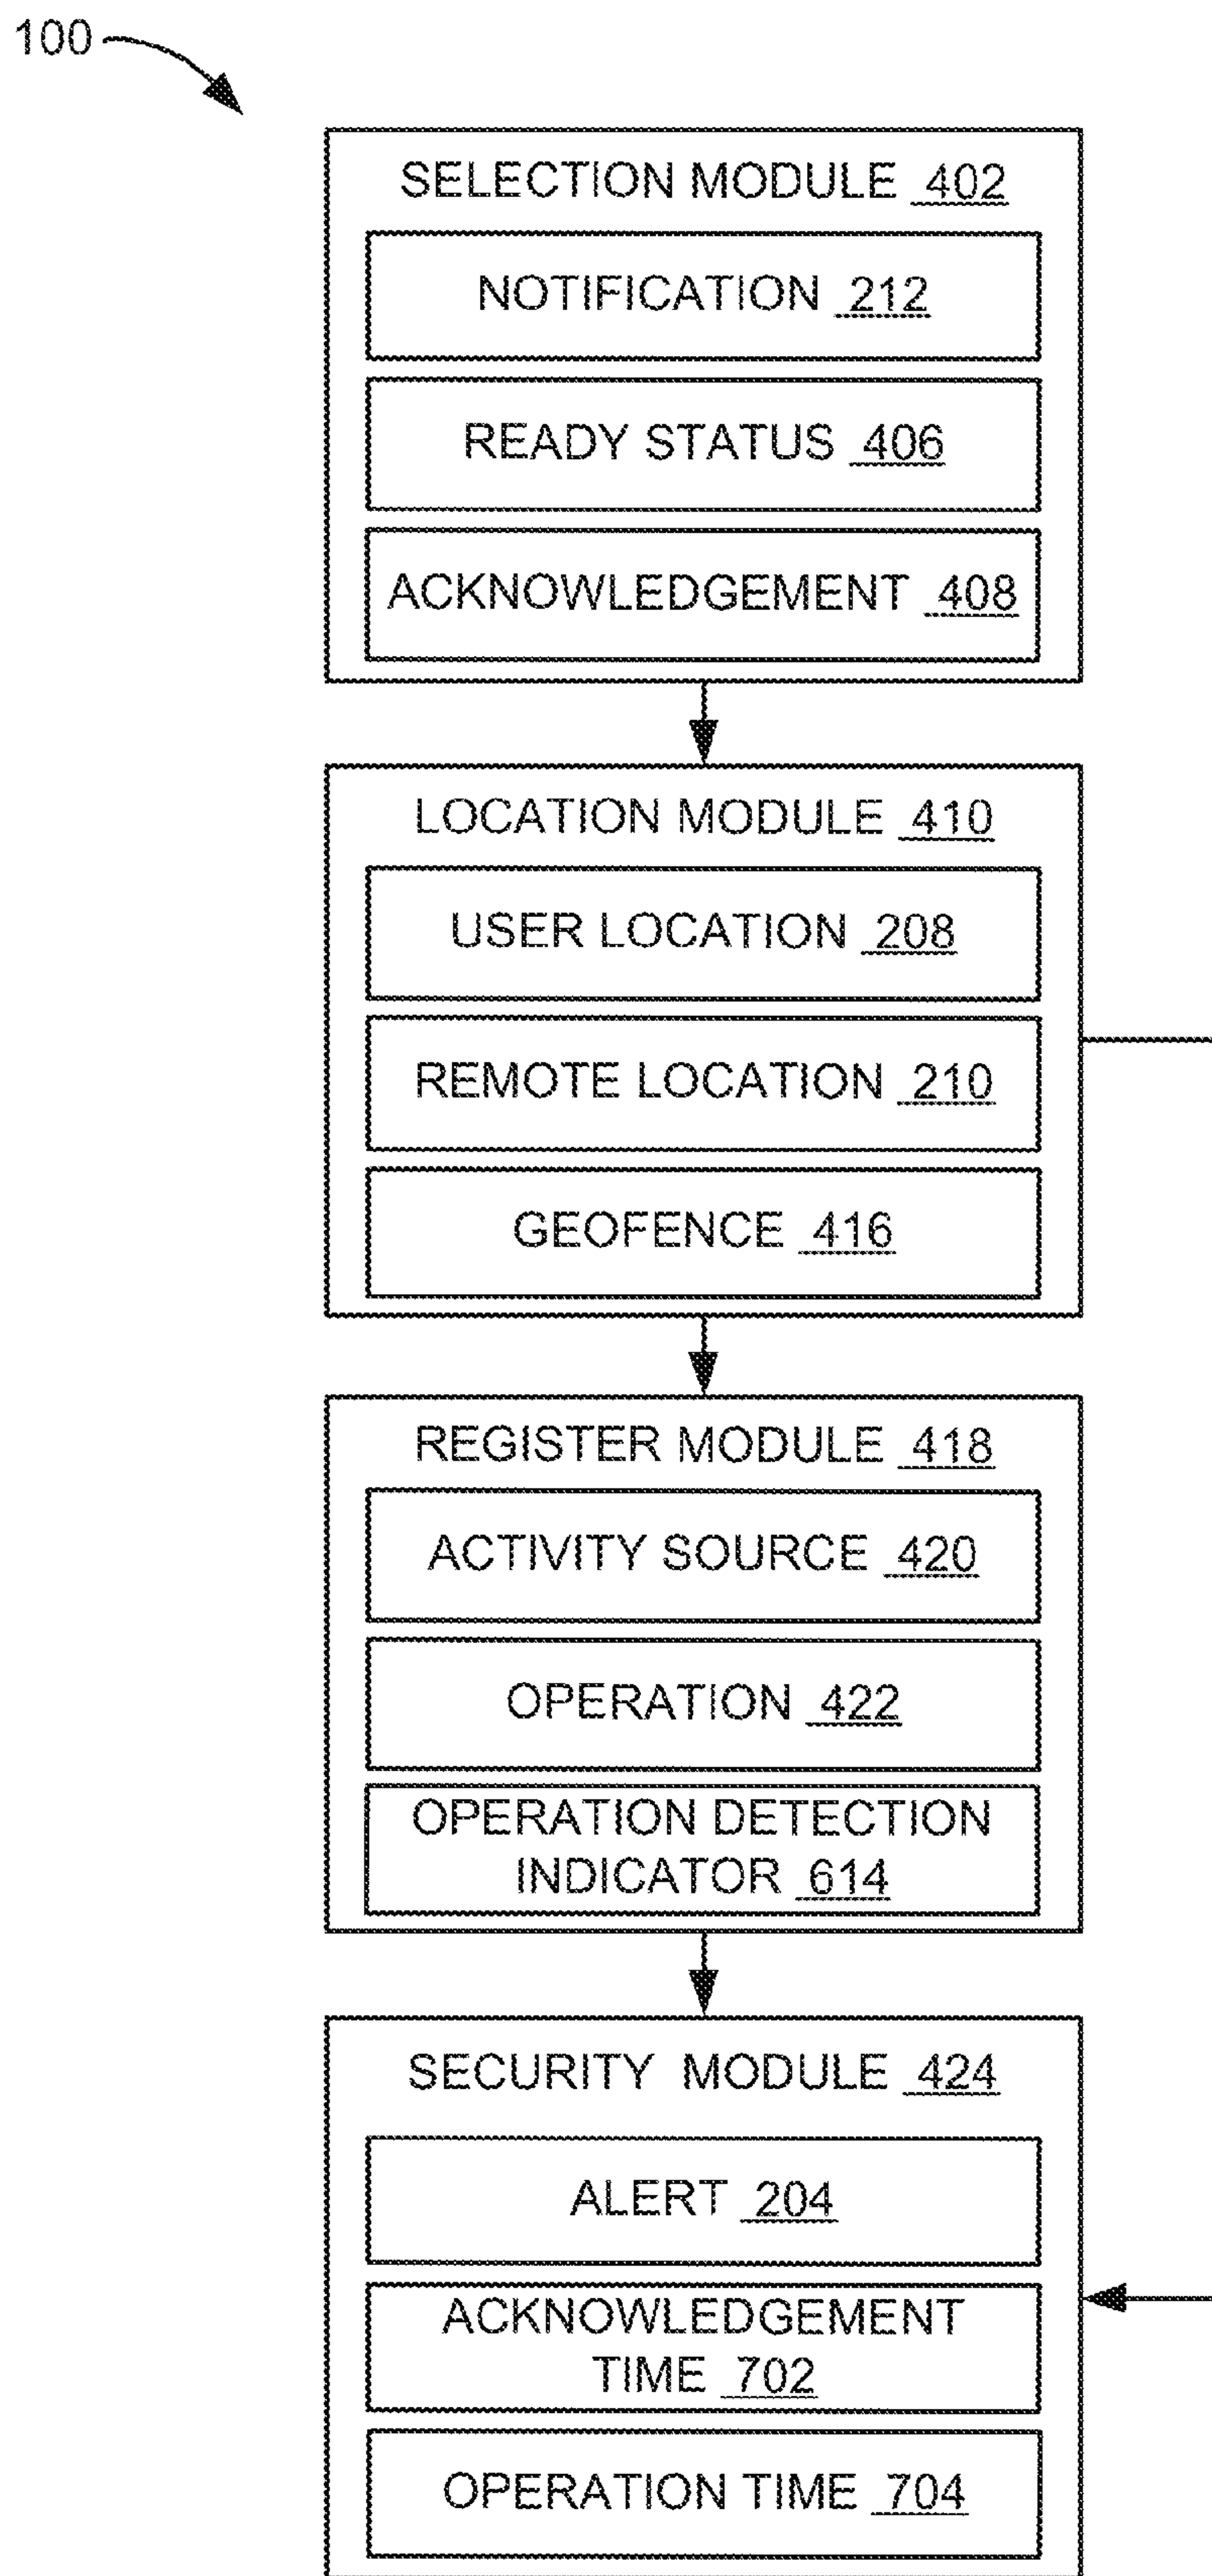 100
SELECTION MODULE 402
NOTIFICATION 212
READY STATUS 406
ACKNOWLEDGEMENT 408
LOCATION MODULE 410
USER LOCATION 208
REMOTE LOCATION 210
GEOFENCE 416
REGISTER MODULE 418
ACTIVITY SOURCE 420
OPERATION 422
OPERATION DETECTION
INDICATOR 614
SECURITY MODULE 424
ALERT 204
ACKNOWLEDGEMENT
TIME 702
OPERATION TIME 704